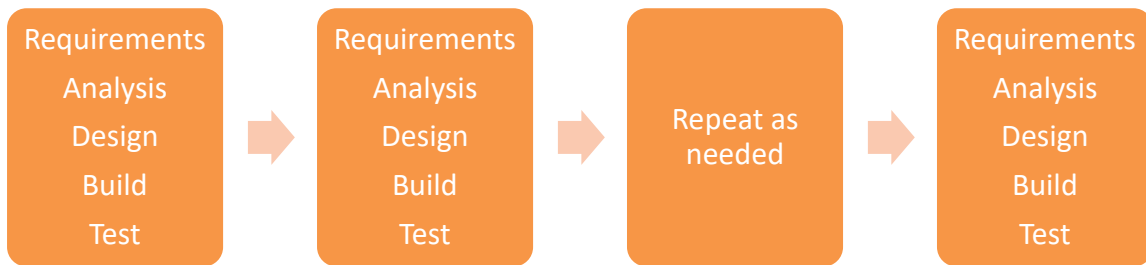 Requirements
Analysis
Design
Build
Test
Requirements
Analysis
Design
Build
Test
Repeat as
needed
Requirements
Analysis
Design
Build
Test